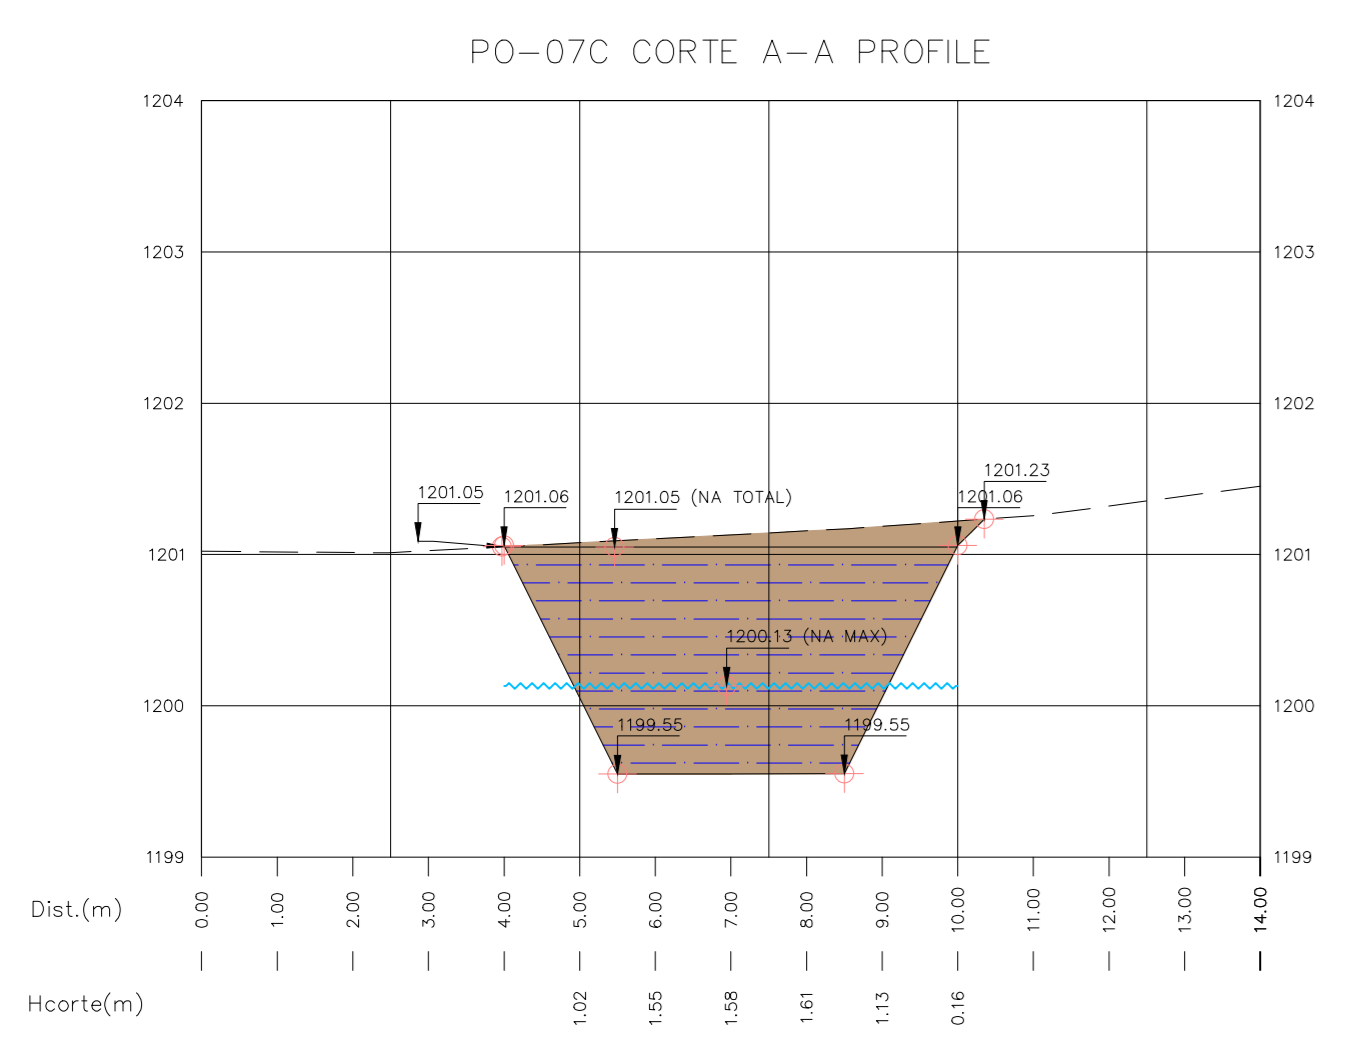 PO-07C CORTE A-A PROFILE
1204 1204
1203 1203
1202 1202
1201.23
1201.05 1201.06 1201.05 (NA TOTAL) 1201.06
1201 1201
1200.13 (NA MAX)
1200 1200
1199.55 1199.55
1199 1199
Dist.(m) 0.00 1.00 2.00 3.00 4.00 5.00 6.00 7.00 8.00 9.00 10.00 11.00 12.00 13.00 14.00
Hcorte(m) 1.02 1.55 1.58 1.61 1.13 0.16